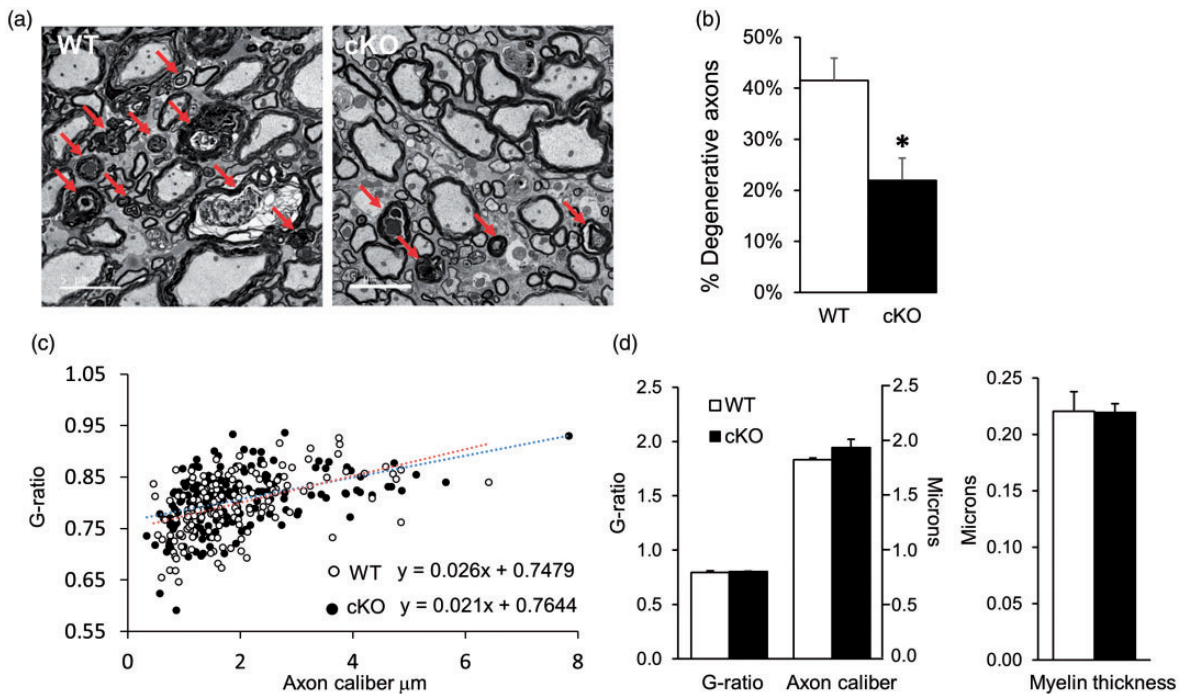 (a)
WT
5 µm
cKO
5 µm
(b)
% Degenerative axons
50%
40%
30%
20%
10%
0%
*
WT
cKO
(c)
G-ratio
1.05
0.95
0.85
0.75
0.65
0.55
WT y = 0.026x + 0.7479
cKO y = 0.021x + 0.7644
0
2
4
6
8
Axon caliber µm
(d)
G-ratio
2.5
2.0
1.5
1.0
0.5
0.0
WT
cKO
2.5
2.0
1.5
1.0
0.5
0.0
Microns
G-ratio
Axon caliber
Microns
0.25
0.20
0.15
0.10
0.05
0.00
Myelin thickness